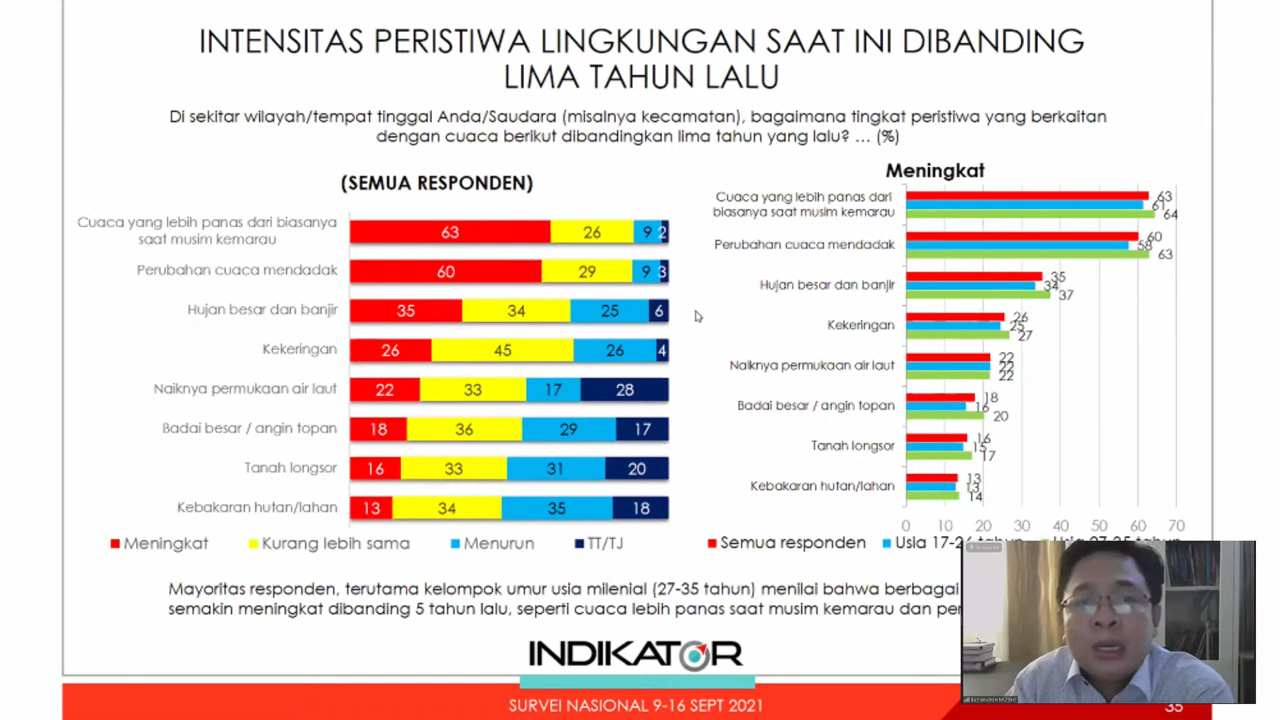 INTENSITAS PERISTIWA LINGKUNGAN SAAT INI DIBANDING
LIMA TAHUN LALU
Di sekitar wilayah/tempat tinggal Anda/Saudara (misalnya kecamatan), bagaimana tingkat peristiwa yang berkaitan
dengan cuaca berikut dibandingkan lima tahun yang lalu? ... (%)
(SEMUA RESPONDEN)
Cuaca yang lebih panas dari biasanya
saat musim kemarau
63 26 9 2
Perubahan cuaca mendadak 60 29 9 3
Hujan besar dan banjir 35 34 25 6
Kekeringan 26 45 26 4
Naiknya permukaan air laut 22 33 17 28
Badai besar / angin topan 18 36 29 17
Tanah longsor 16 33 31 20
Kebakaran hutan/lahan 13 34 35 18
Meningkat Kurang lebih sama Menurun TT/TJ
Meningkat
Cuaca yang lebih panas dari
biasanya saat musim kemarau
63
61
64
Perubahan cuaca mendadak
60
58
63
Hujan besar dan banjir
35
34
37
Kekeringan
26
25
27
Naiknya permukaan air laut
22
22
22
Badai besar / angin topan
18
16
20
Tanah longsor
16
15
17
Kebakaran hutan/lahan
13
13
14
0 10 20 30 40 50 60 70
Semua responden Usia 17-26 tahun Usia 27-35 tahun
Mayoritas responden, terutama kelompok umur usia milenial (27-35 tahun) menilai bahwa berbagai
semakin meningkat dibanding 5 tahun lalu, seperti cuaca lebih panas saat musim kemarau dan
INDIKATOR
SURVEI NASIONAL 9-16 SEPT 2021
35